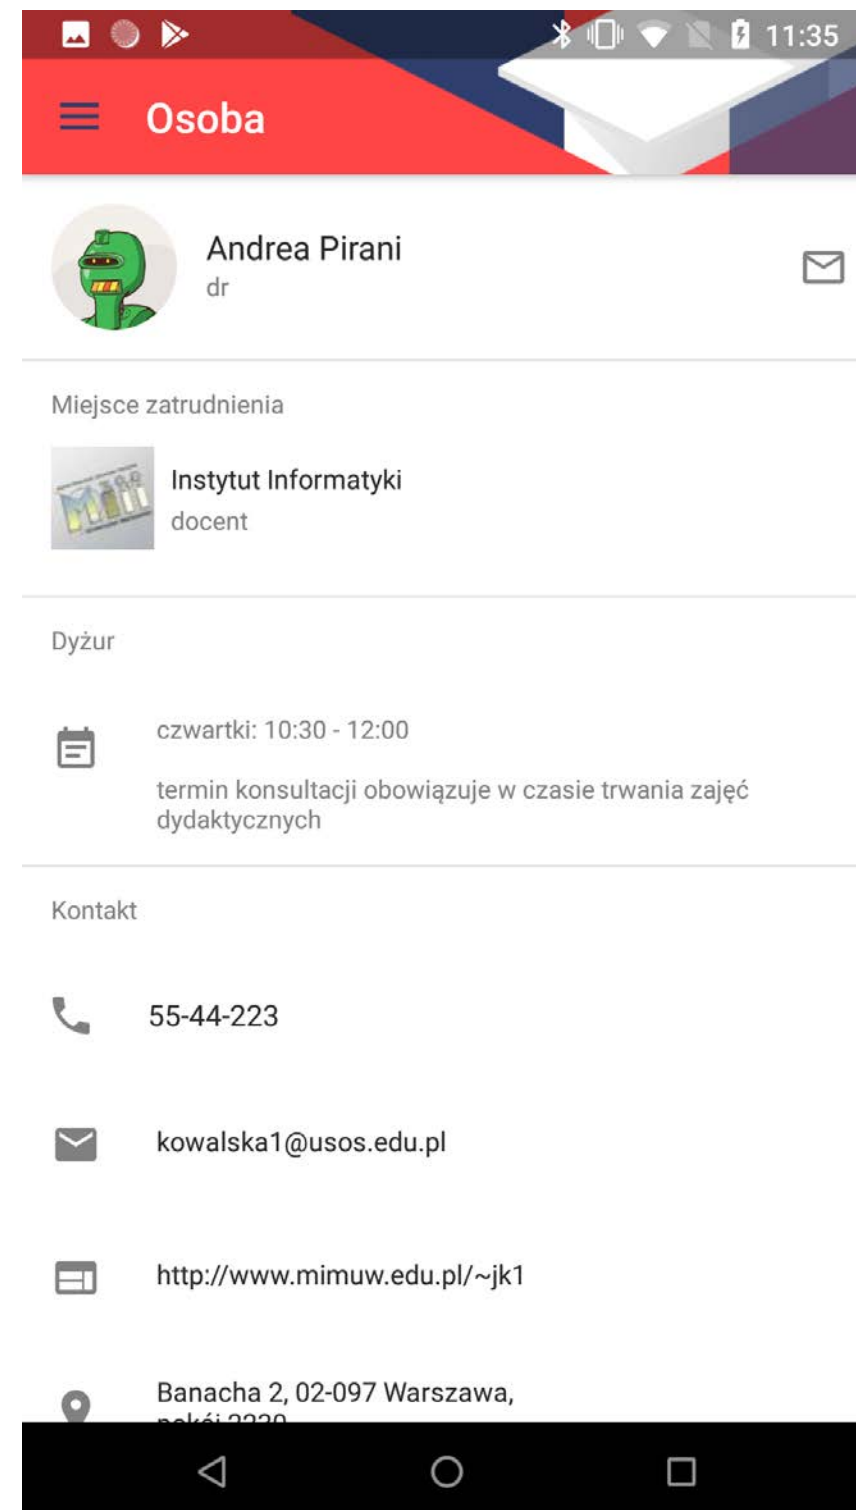 11:35
Osoba
Andrea Pirani
dr
Miejsce zatrudnienia
Instytut Informatyki
docent
Dyżur
czwartki: 10:30 - 12:00
termin konsultacji obowiązuje w czasie trwania zajęć
dydaktycznych
Kontakt
55-44-223
kowalska1@usos.edu.pl
http://www.mimuw.edu.pl/~jk1
Banacha 2, 02-097 Warszawa,